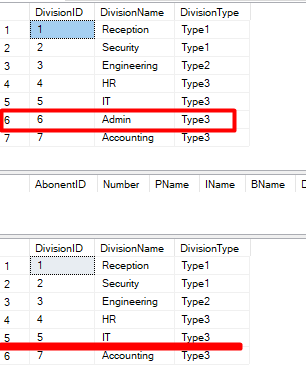 DivisionID DivisionName DivisionType
1 1 Reception Type1
2 2 Security Type1
3 3 Engineering Type2
4 4 HR Type3
5 5 IT Type3
6 6 Admin Type3
7 7 Accounting Type3
AbonentID Number PName IName BName D
DivisionID DivisionName DivisionType
1 1 Reception Type1
2 2 Security Type1
3 3 Engineering Type2
4 4 HR Type3
5 5 IT Type3
6 7 Accounting Type3